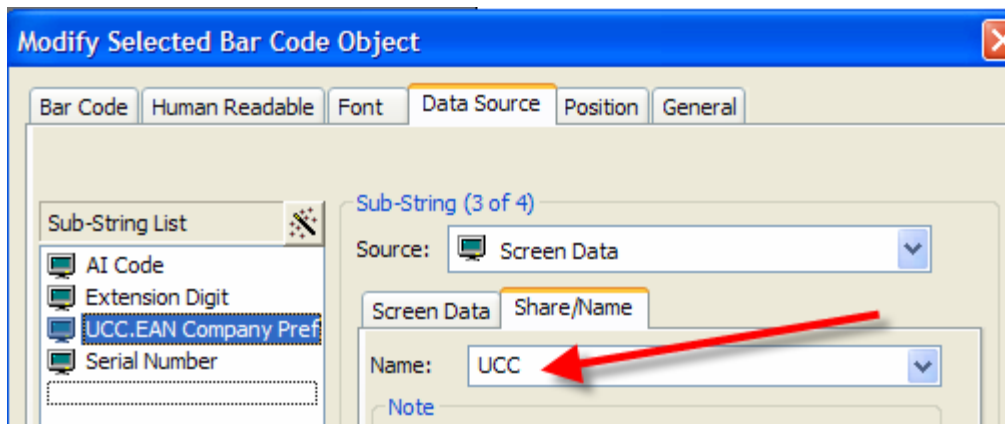 Modify Selected Bar Code Object
Bar Code Human Readable Font Data Source Position General
Sub-String List
AI Code
Extension Digit
UCC.EAN Company Pref
Serial Number
Sub-String (3 of 4)
Source: Screen Data
Screen Data Share/Name
Name: UCC
Note